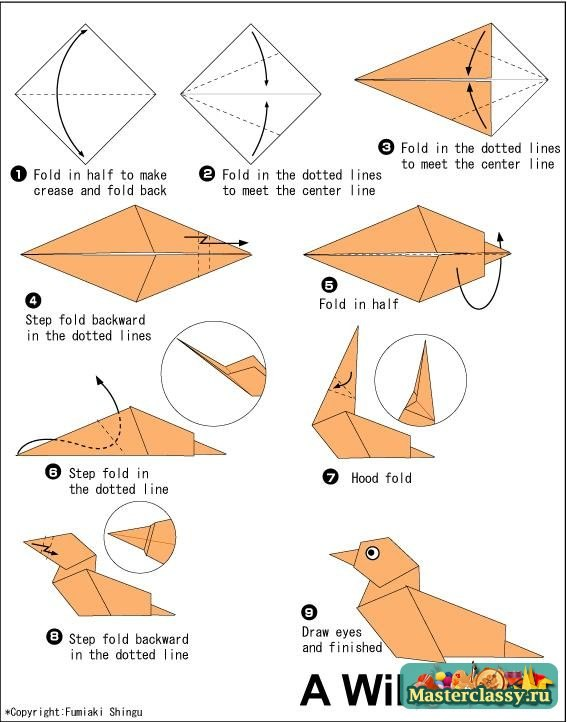 1 Fold in half to make
crease and fold back
2 Fold in the dotted lines
to meet the center line
3 Fold in the dotted lines
to meet the center line
4
Step fold backward
in the dotted lines
5
Fold in half
6 Step fold in
the dotted line
7 Hood fold
8 Step fold backward
in the dotted line
9
Draw eyes
and finished
A Wil
Masterclassy.ru
*Copyright:Fumiaki Shingu